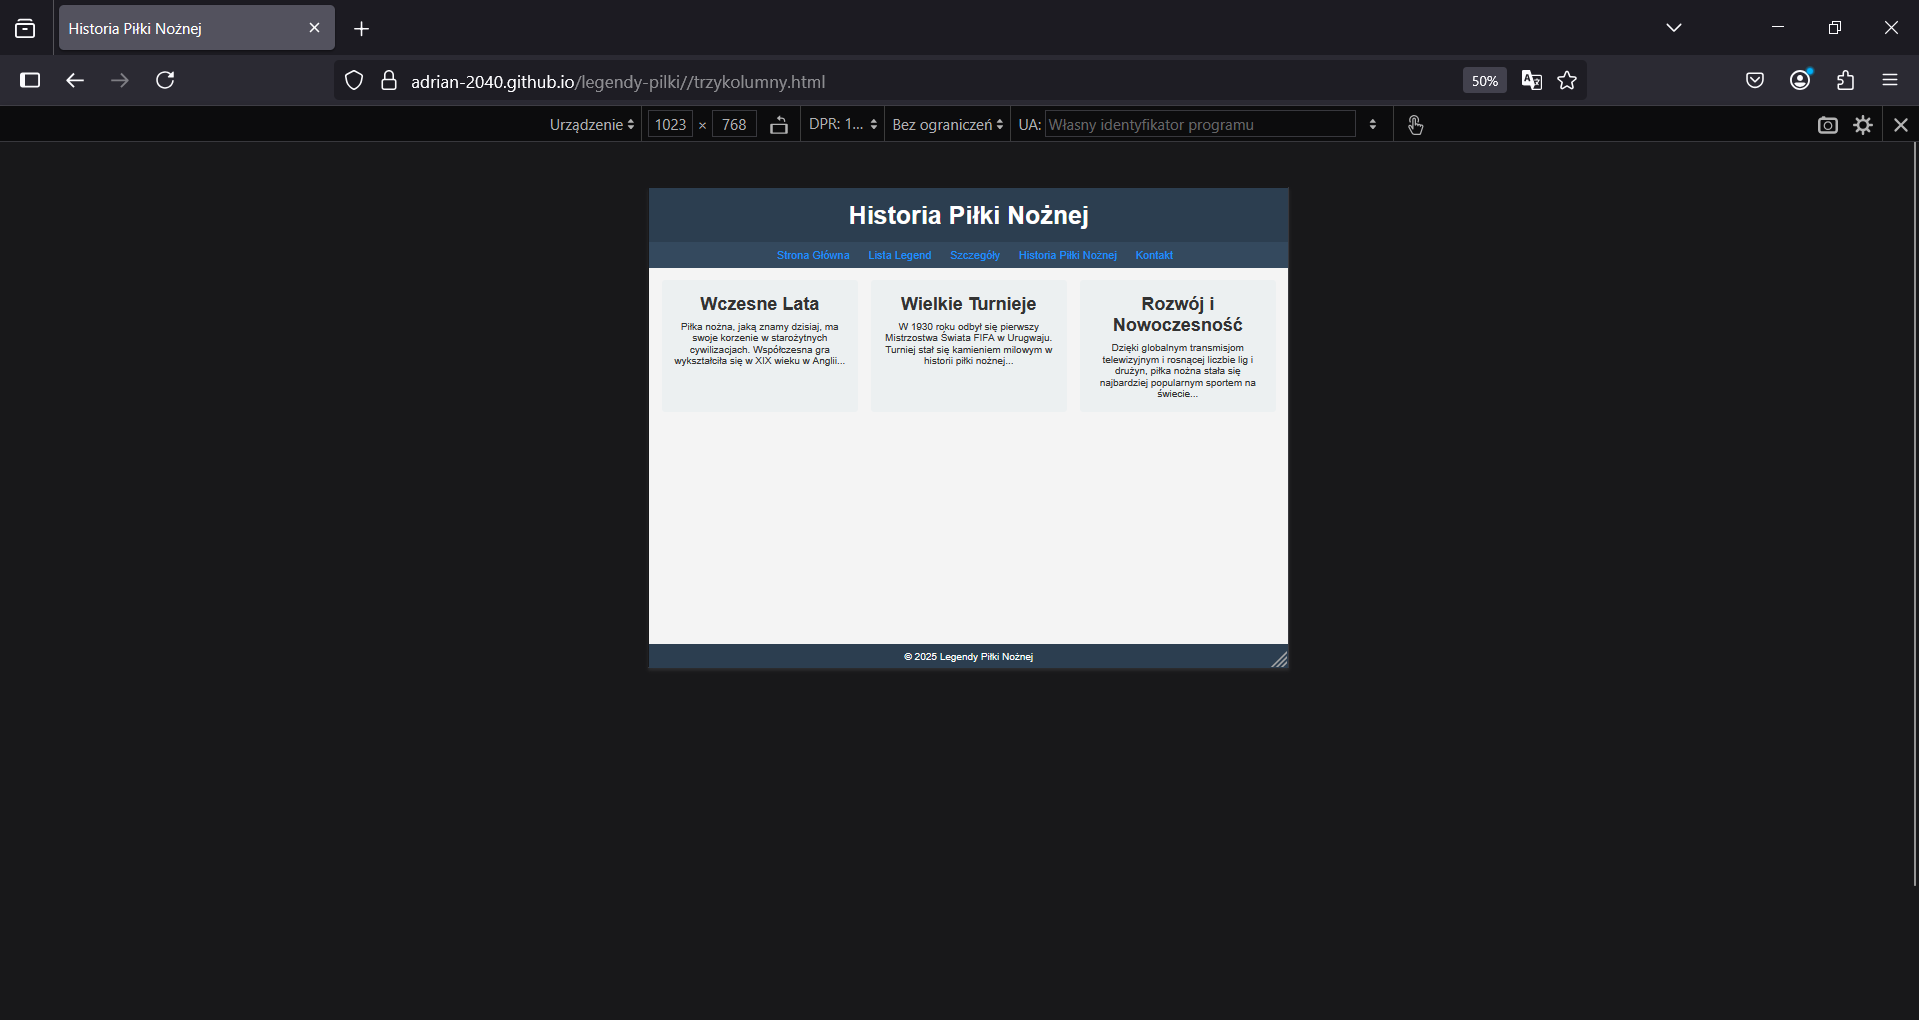 Historia Piłki Nożnej
adrian-2040.github.io/legendy-pilki//trzykolumny.html
50%
Urządzenie 1023 × 768 DPR: 1... Bez ograniczeń UA: Własny identyfikator programu
Historia Piłki Nożnej
Strona Główna Lista Legend Szczegóły Historia Piłki Nożnej Kontakt
Wczesne Lata
Piłka nożna, jaką znamy dzisiaj, ma
swoje korzenie w starożytnych
cywilizacjach. Współczesna gra
wykształciła się w XIX wieku w Anglii...
Wielkie Turnieje
W 1930 roku odbył się pierwszy
Mistrzostwa Świata FIFA w Urugwaju.
Turniej stał się kamieniem milowym w
historii piłki nożnej...
Rozwój i
Nowoczesność
Dzięki globalnym transmisjom
telewizyjnym i rosnącej liczbie lig i
drużyn, piłka nożna stała się
najbardziej popularnym sportem na
świecie...
© 2025 Legendy Piłki Nożnej